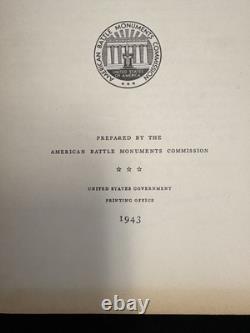 AMERICAN BATTLE MONUMENTS COMMISSION
UNITED STATES
OF AMERICA
PREPARED BY THE
AMERICAN BATTLE MONUMENTS COMMISSION
UNITED STATES GOVERNMENT
PRINTING OFFICE
1943
ebay